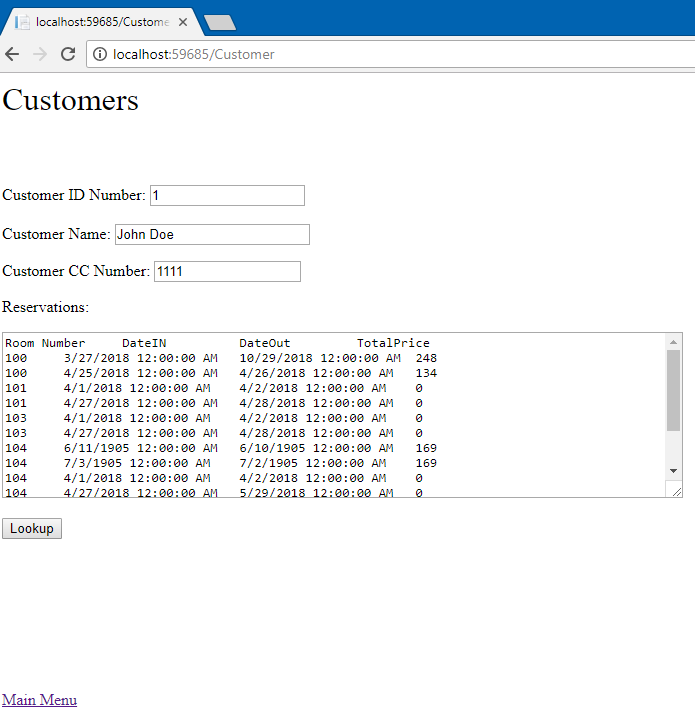 localhost:59685/Custome
localhost:59685/Customer
Customers
Customer ID Number: 1
Customer Name: John Doe
Customer CC Number: 1111
Reservations:
Room Number DateIN DateOut TotalPrice
100 3/27/2018 12:00:00 AM 10/29/2018 12:00:00 AM 248
100 4/25/2018 12:00:00 AM 4/26/2018 12:00:00 AM 134
101 4/1/2018 12:00:00 AM 4/2/2018 12:00:00 AM 0
101 4/27/2018 12:00:00 AM 4/28/2018 12:00:00 AM 0
103 4/1/2018 12:00:00 AM 4/2/2018 12:00:00 AM 0
103 4/27/2018 12:00:00 AM 4/28/2018 12:00:00 AM 0
104 6/11/1905 12:00:00 AM 6/10/1905 12:00:00 AM 169
104 7/3/1905 12:00:00 AM 7/2/1905 12:00:00 AM 169
104 4/1/2018 12:00:00 AM 4/2/2018 12:00:00 AM 0
104 4/27/2018 12:00:00 AM 5/29/2018 12:00:00 AM 0
Lookup
Main Menu